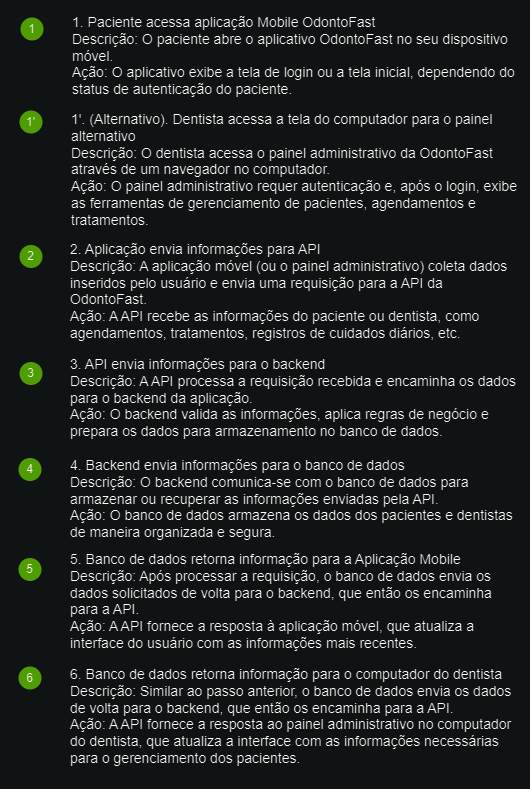 1
1. Paciente acessa aplicação Mobile OdontoFast
Descrição: O paciente abre o aplicativo OdontoFast no seu dispositivo
móvel.
Ação: O aplicativo exibe a tela de login ou a tela inicial, dependendo do
status de autenticação do paciente.
1'
1'. (Alternativo). Dentista acessa a tela do computador para o painel
alternativo
Descrição: O dentista acessa o painel administrativo da OdontoFast
através de um navegador no computador.
Ação: O painel administrativo requer autenticação e, após o login, exibe
as ferramentas de gerenciamento de pacientes, agendamentos e
tratamentos.
2
2. Aplicação envia informações para API
Descrição: A aplicação móvel (ou o painel administrativo) coleta dados
inseridos pelo usuário e envia uma requisição para a API da
OdontoFast.
Ação: A API recebe as informações do paciente ou dentista, como
agendamentos, tratamentos, registros de cuidados diários, etc.
3
3. API envia informações para o backend
Descrição: A API processa a requisição recebida e encaminha os dados
para o backend da aplicação.
Ação: O backend valida as informações, aplica regras de negócio e
prepara os dados para armazenamento no banco de dados.
4
4. Backend envia informações para o banco de dados
Descrição: O backend comunica-se com o banco de dados para
armazenar ou recuperar as informações enviadas pela API.
Ação: O banco de dados armazena os dados dos pacientes e dentistas
de maneira organizada e segura.
5
5. Banco de dados retorna informação para a Aplicação Mobile
Descrição: Após processar a requisição, o banco de dados envia os
dados solicitados de volta para o backend, que então os encaminha
para a API.
Ação: A API fornece a resposta à aplicação móvel, que atualiza a
interface do usuário com as informações mais recentes.
6
6. Banco de dados retorna informação para o computador do dentista
Descrição: Similar ao passo anterior, o banco de dados envia os dados
de volta para o backend, que então os encaminha para a API.
Ação: A API fornece a resposta ao painel administrativo no computador
do dentista, que atualiza a interface com as informações necessárias
para o gerenciamento dos pacientes.